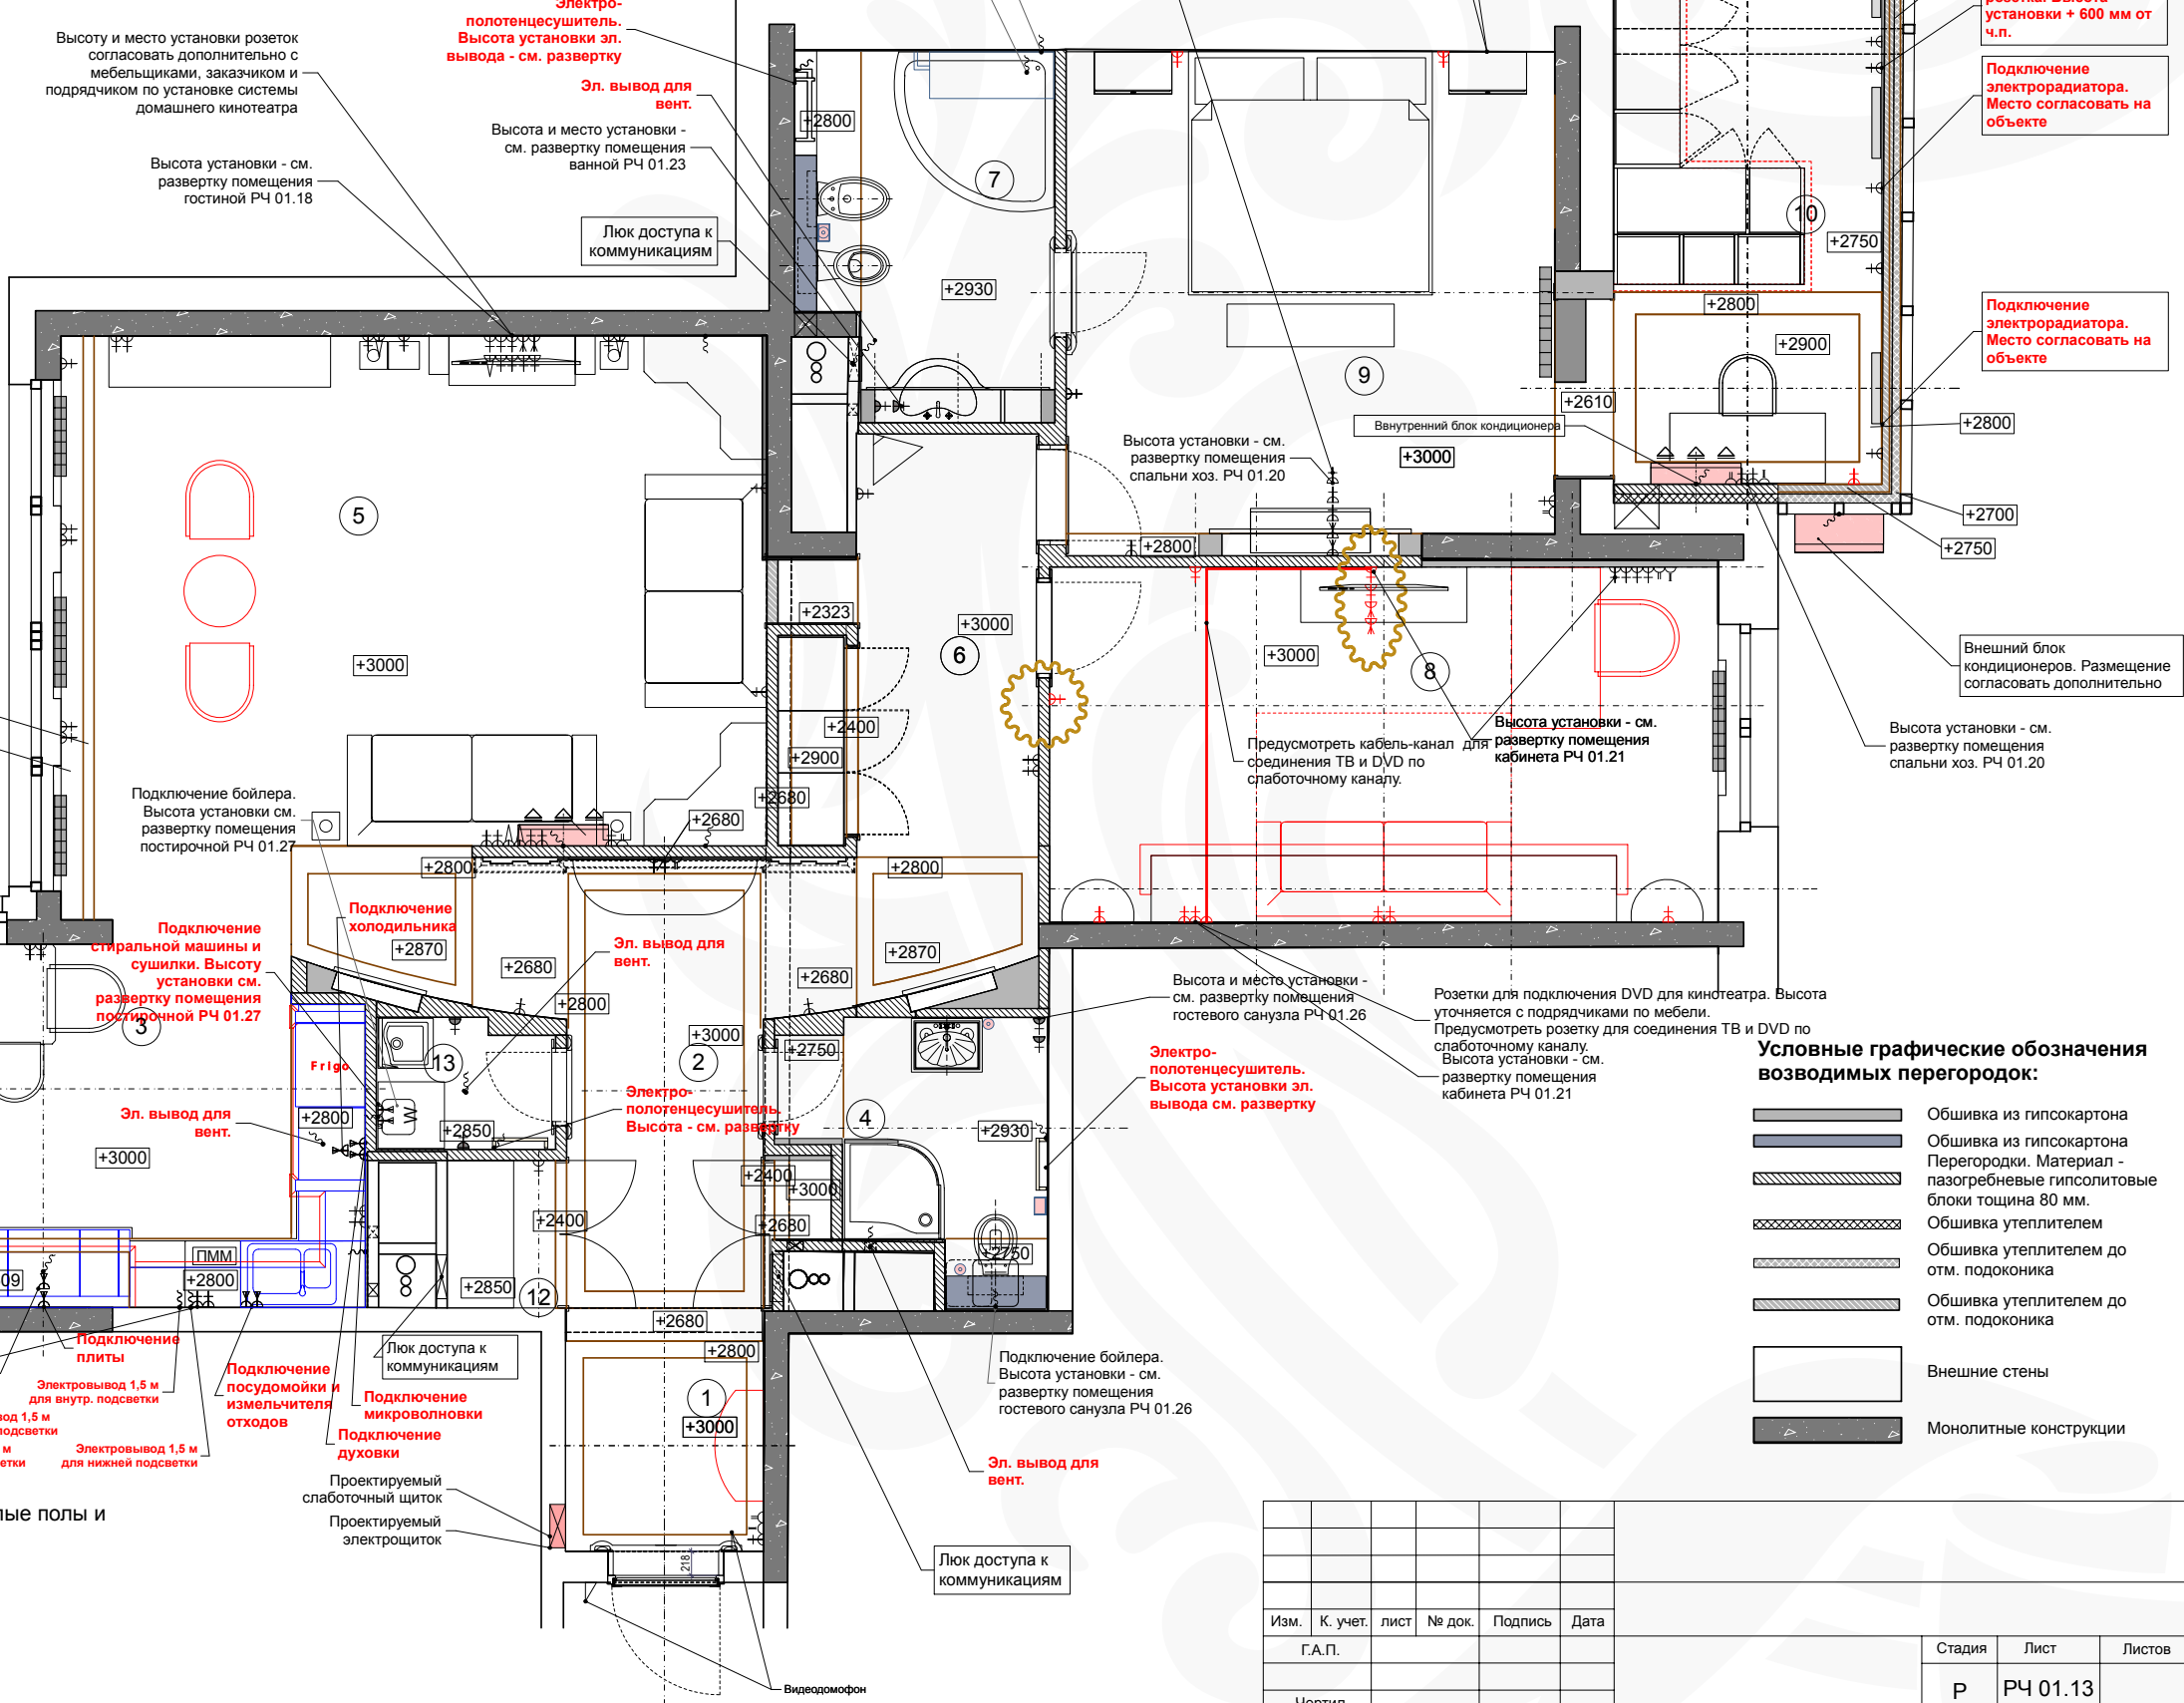 Высоту и место установки розеток
согласовать дополнительно с
мебельщиками, заказчиком и
подрядчиком по установке системы
домашнего кинотеатра
Высота установки - см.
развертку помещения
гостиной РЧ 01.18
Электро-
полотенцесушитель.
Высота установки эл.
вывода - см. развертку
Эл. вывод для
вент.
Высота и место установки -
см. развертку помещения
ванной РЧ 01.23
Люк доступа к
коммуникациям
+2800
7
+2930
установки + 600 мм от
ч.п.
Подключение
электрорадиатора.
Место согласовать на
объекте
10
+2750
+2800
+2900
Подключение
электрорадиатора.
Место согласовать на
объекте
+2610
+2800
9
Ввнутренний блок кондиционера
+3000
Высота установки - см.
развертку помещения
спальни хоз. РЧ 01.20
+2700
+2750
+2800
5
+3000
+2323
+3000
6
+3000
8
Внешний блок
кондиционеров. Размещение
согласовать дополнительно
Высота установки - см.
развертку помещения
кабинета РЧ 01.21
Предусмотреть кабель-канал для
соединения ТВ и DVD по
слаботочному каналу.
Высота установки - см.
развертку помещения
спальни хоз. РЧ 01.20
+2400
+2900
+2680
+2680
Подключение бойлера.
Высота установки см.
развертку помещения
постирочной РЧ 01.27
+2800
+2800
Подключение
холодильника
+2870
Подключение
стиральной машины и
сушилки. Высоту
установки см.
развертку помещения
постирочной РЧ 01.27
3
Эл. вывод для
вент.
+2680
+2800
+2870
+2680
Высота и место установки -
см. развертку помещения
гостевого санузла РЧ 01.26
Розетки для подключения DVD для кинотеатра. Высота
уточняется с подрядчиками по мебели.
Предусмотреть розетку для соединения ТВ и DVD по
слаботочному каналу.
Высота установки - см.
развертку помещения
кабинета РЧ 01.21
Электро-
полотенцесушитель.
Высота установки эл.
вывода см. развертку
+3000
2
+2750
13
Frigo
+2800
+2850
Электро-
полотенцесушитель.
Высота - см. развертку
4
+2930
Эл. вывод для
вент.
+3000
+2400
+3000
+2400
+2680
+2750
ПММ
+2800
+2850
12
+2680
+2800
Люк доступа к
коммуникациям
Подключение
плиты
Электровывод 1,5 м
для внутр. подсветки
Подключение
посудомойки и
измельчителя
отходов
Подключение
микроволновки
Подключение
духовки
Электровывод 1,5 м
для нижней подсветки
1
+3000
Подключение бойлера.
Высота установки - см.
развертку помещения
гостевого санузла РЧ 01.26
Эл. вывод для
вент.
Проектируемый
слаботочный щиток
Проектируемый
электрощиток
218
Люк доступа к
коммуникациям
Видеодомофон
полы и
Условные графические обозначения
возводимых перегородок:
Обшивка из гипсокартона
Обшивка из гипсокартона
Перегородки. Материал -
пазогребневые гипсолитовые
блоки тощина 80 мм.
Обшивка утеплителем
Обшивка утеплителем до
отм. подоконика
Обшивка утеплителем до
отм. подоконика
Внешние стены
Монолитные конструкции
Изм. К. учет. лист № док. Подпись Дата
Г.А.П.
Стадия Лист Листов
Р РЧ 01.13